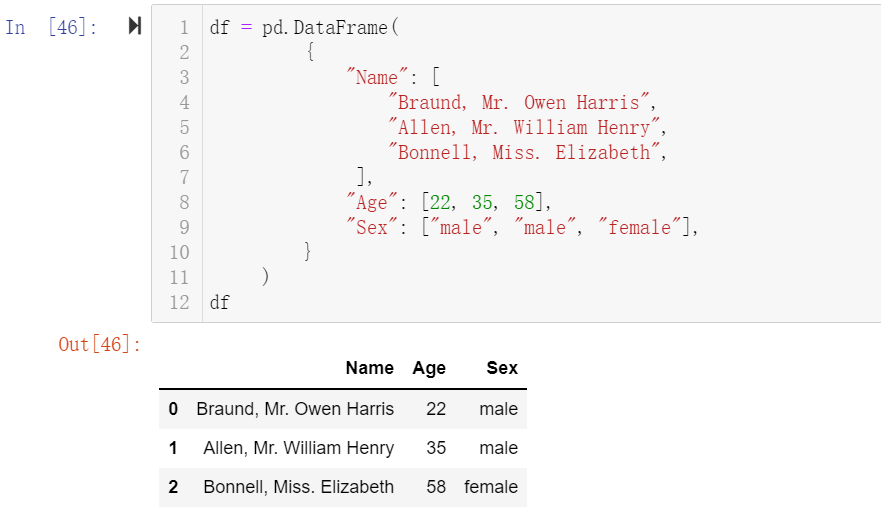 In [46]:
1 df = pd.DataFrame(
2 {
3 "Name": [
4 "Braund, Mr. Owen Harris",
5 "Allen, Mr. William Henry",
6 "Bonnell, Miss. Elizabeth",
7 ],
8 "Age": [22, 35, 58],
9 "Sex": ["male", "male", "female"],
10 }
11 )
12 df
Out[46]:
Name Age Sex
0 Braund, Mr. Owen Harris 22 male
1 Allen, Mr. William Henry 35 male
2 Bonnell, Miss. Elizabeth 58 female